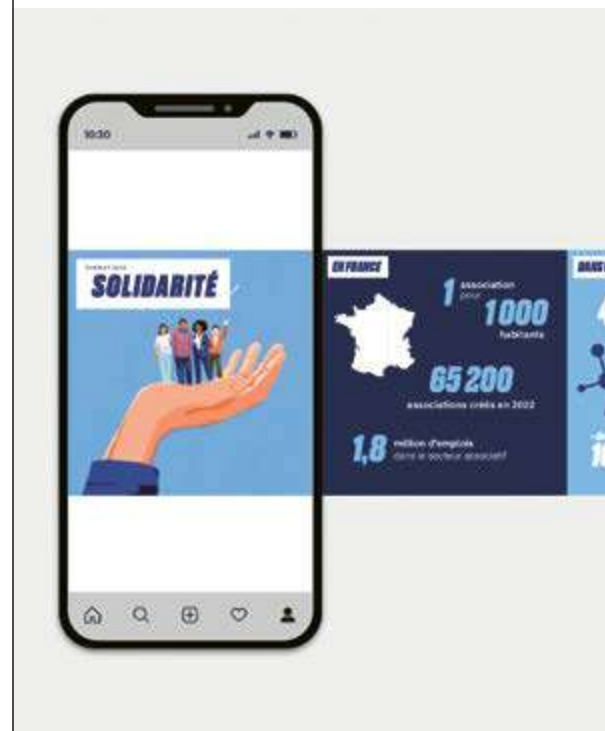 10:30
SOLIDARITÉ
EN FRANCE
1 association
pour
1000
habitants
65 200
associations créés en 2022
1,8 million d'emplois
dans le secteur associatif
DANS